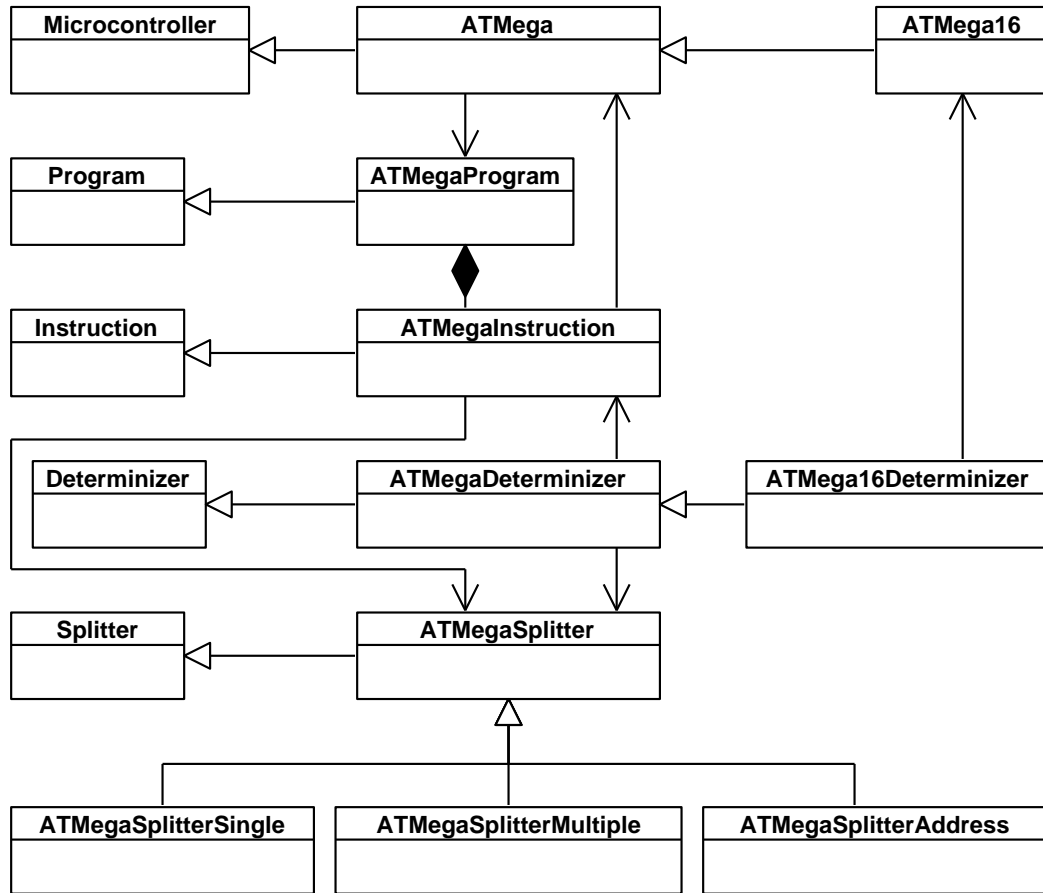 Microcontroller
ATMega
ATMega16
Program
ATMegaProgram
Instruction
ATMegaInstruction
Determinizer
ATMegaDeterminizer
ATMega16Determinizer
Splitter
ATMegaSplitter
ATMegaSplitterSingle
ATMegaSplitterMultiple
ATMegaSplitterAddress